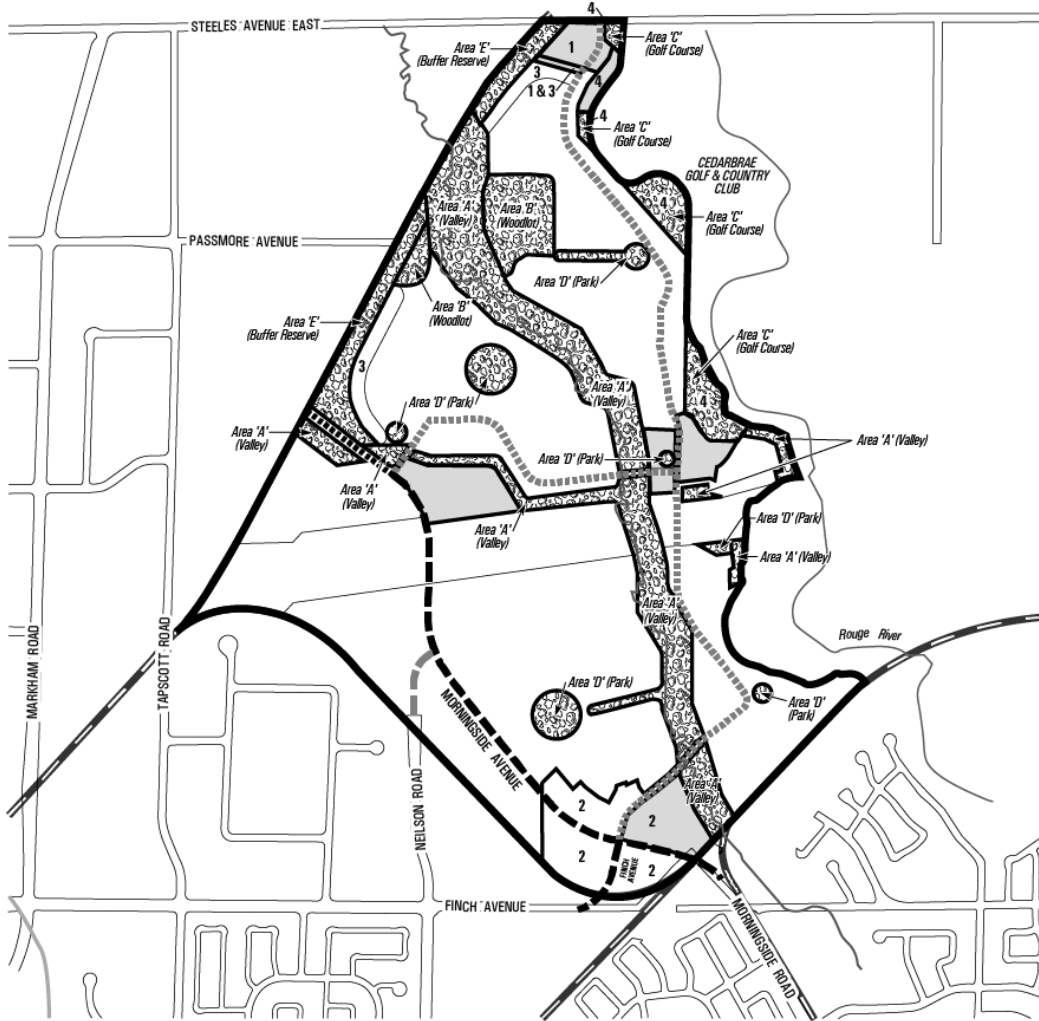 4
STEELES AVENUE EAST
Area 'E'
(Buffer Reserve)
1
Area 'C'
(Golf Course)
3
1 & 3
4
4
Area 'C'
(Golf Course)
CEDARBRAE
GOLF & COUNTRY
CLUB
Area 'A'
(Valley)
Area 'B'
(Woodlot)
4
Area 'C'
(Golf Course)
PASSMORE AVENUE
Area 'D' (Park)
Area 'B'
(Woodlot)
Area 'E'
(Buffer Reserve)
Area 'C'
(Golf Course)
3
Area 'A'
(Valley)
4
Area 'D' (Park)
Area 'A'
(Valley)
Area 'A' (Valley)
Area 'D' (Park)
Area 'A'
(Valley)
Area 'A'
(Valley)
Area 'D' (Park)
Area 'A' (Valley)
Area 'A'
(Valley)
Rouge River
MARKHAM ROAD
TAPSCOTT ROAD
Area 'D' (Park)
Area 'D'
(Park)
MORNINGSIDE AVENUE
NEILSON ROAD
Area 'A'
(Valley)
2
2
2
2
FINCH
AVENUE
FINCH AVENUE
MORNINGSIDE ROAD